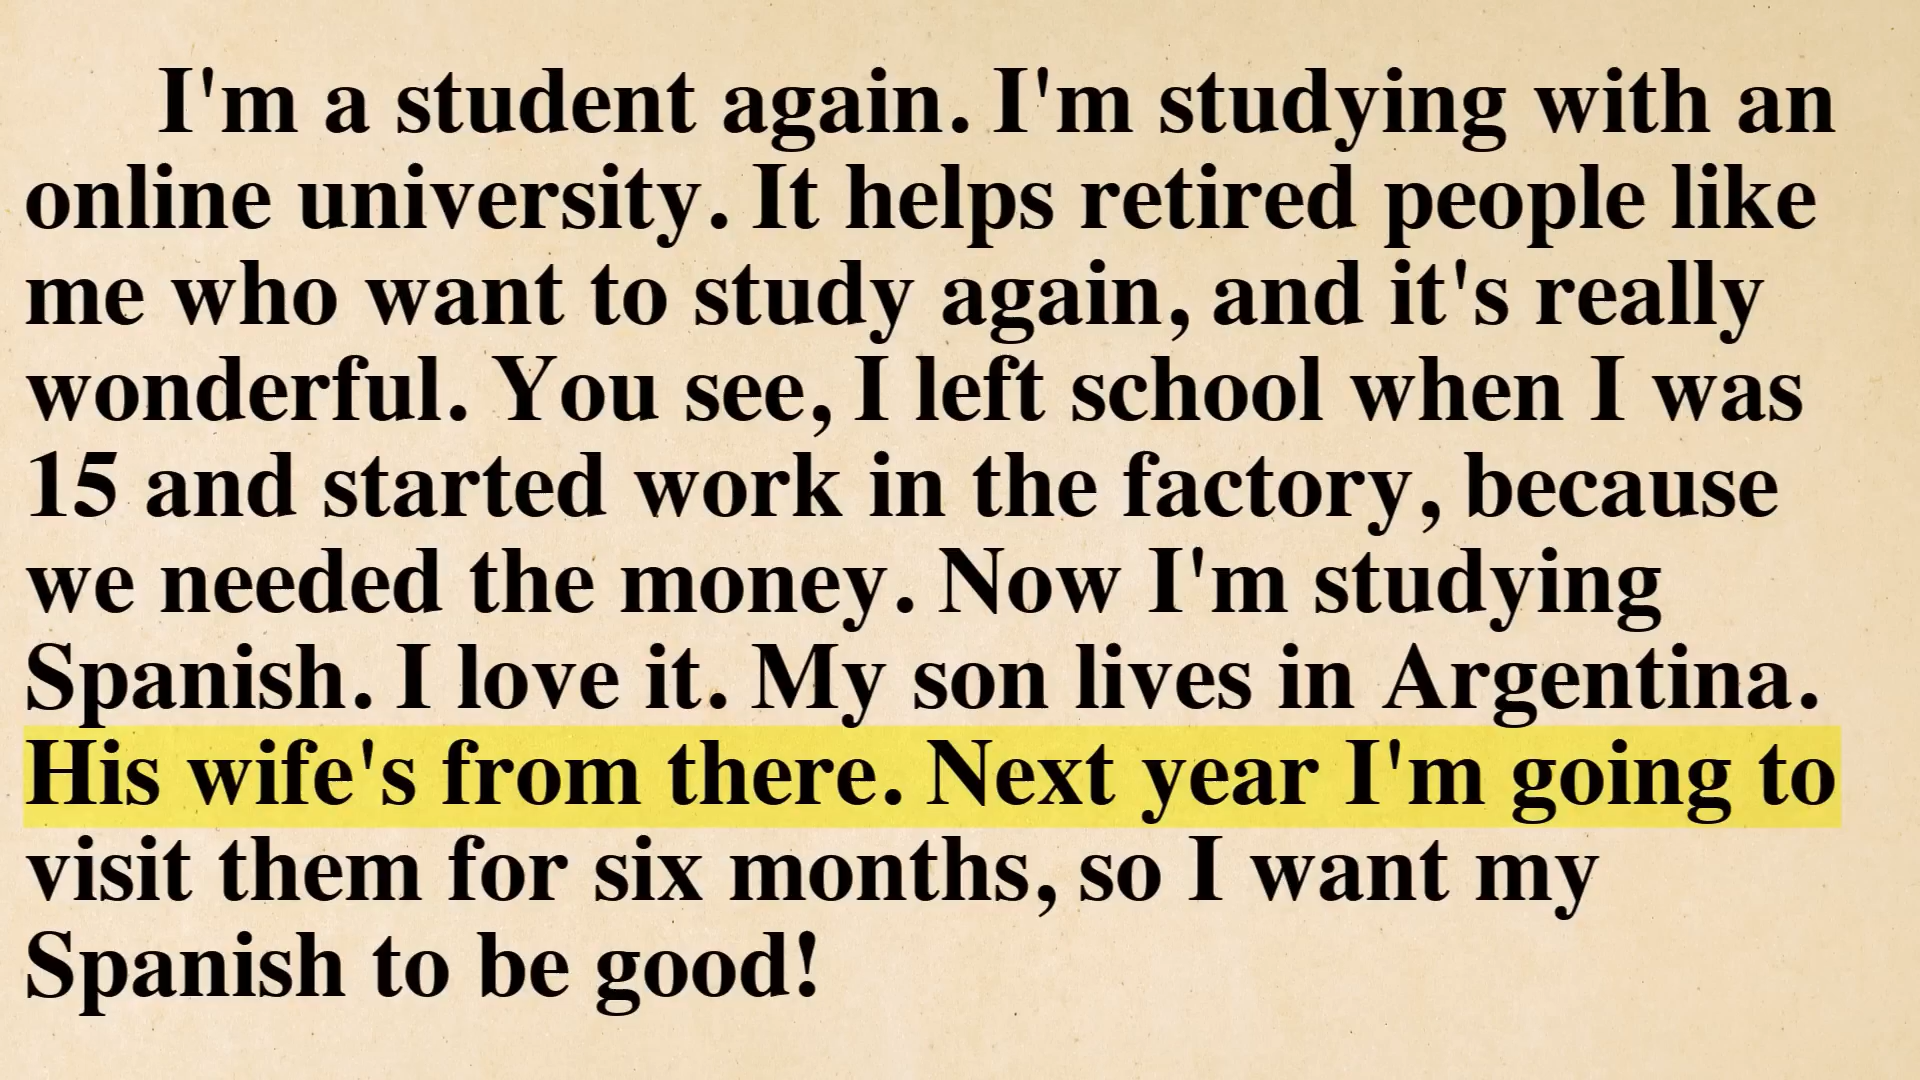 I'm a student again. I'm studying with an
online university. It helps retired people like
me who want to study again, and it's really
wonderful. You see, I left school when I was
15 and started work in the factory, because
we needed the money. Now I'm studying
Spanish. I love it. My son lives in Argentina.
His wife's from there. Next year I'm going to
visit them for six months, so I want my
Spanish to be good!